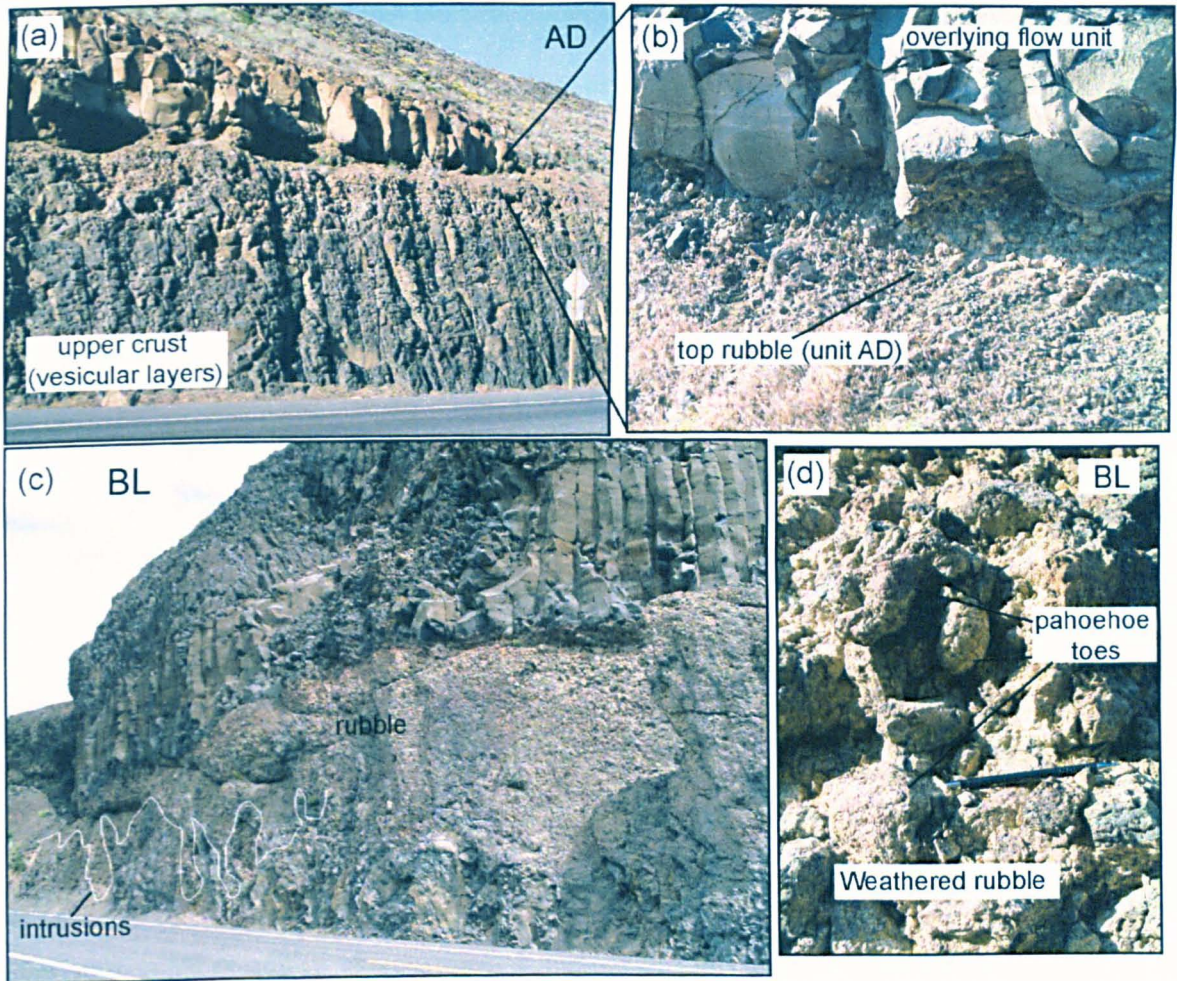 (a)
AD
upper crust
(vesicular layers)
(b)
overlying flow unit
top rubble (unit AD)
(c)
BL
rubble
intrusions
(d)
BL
pahoehoe
toes
Weathered rubble